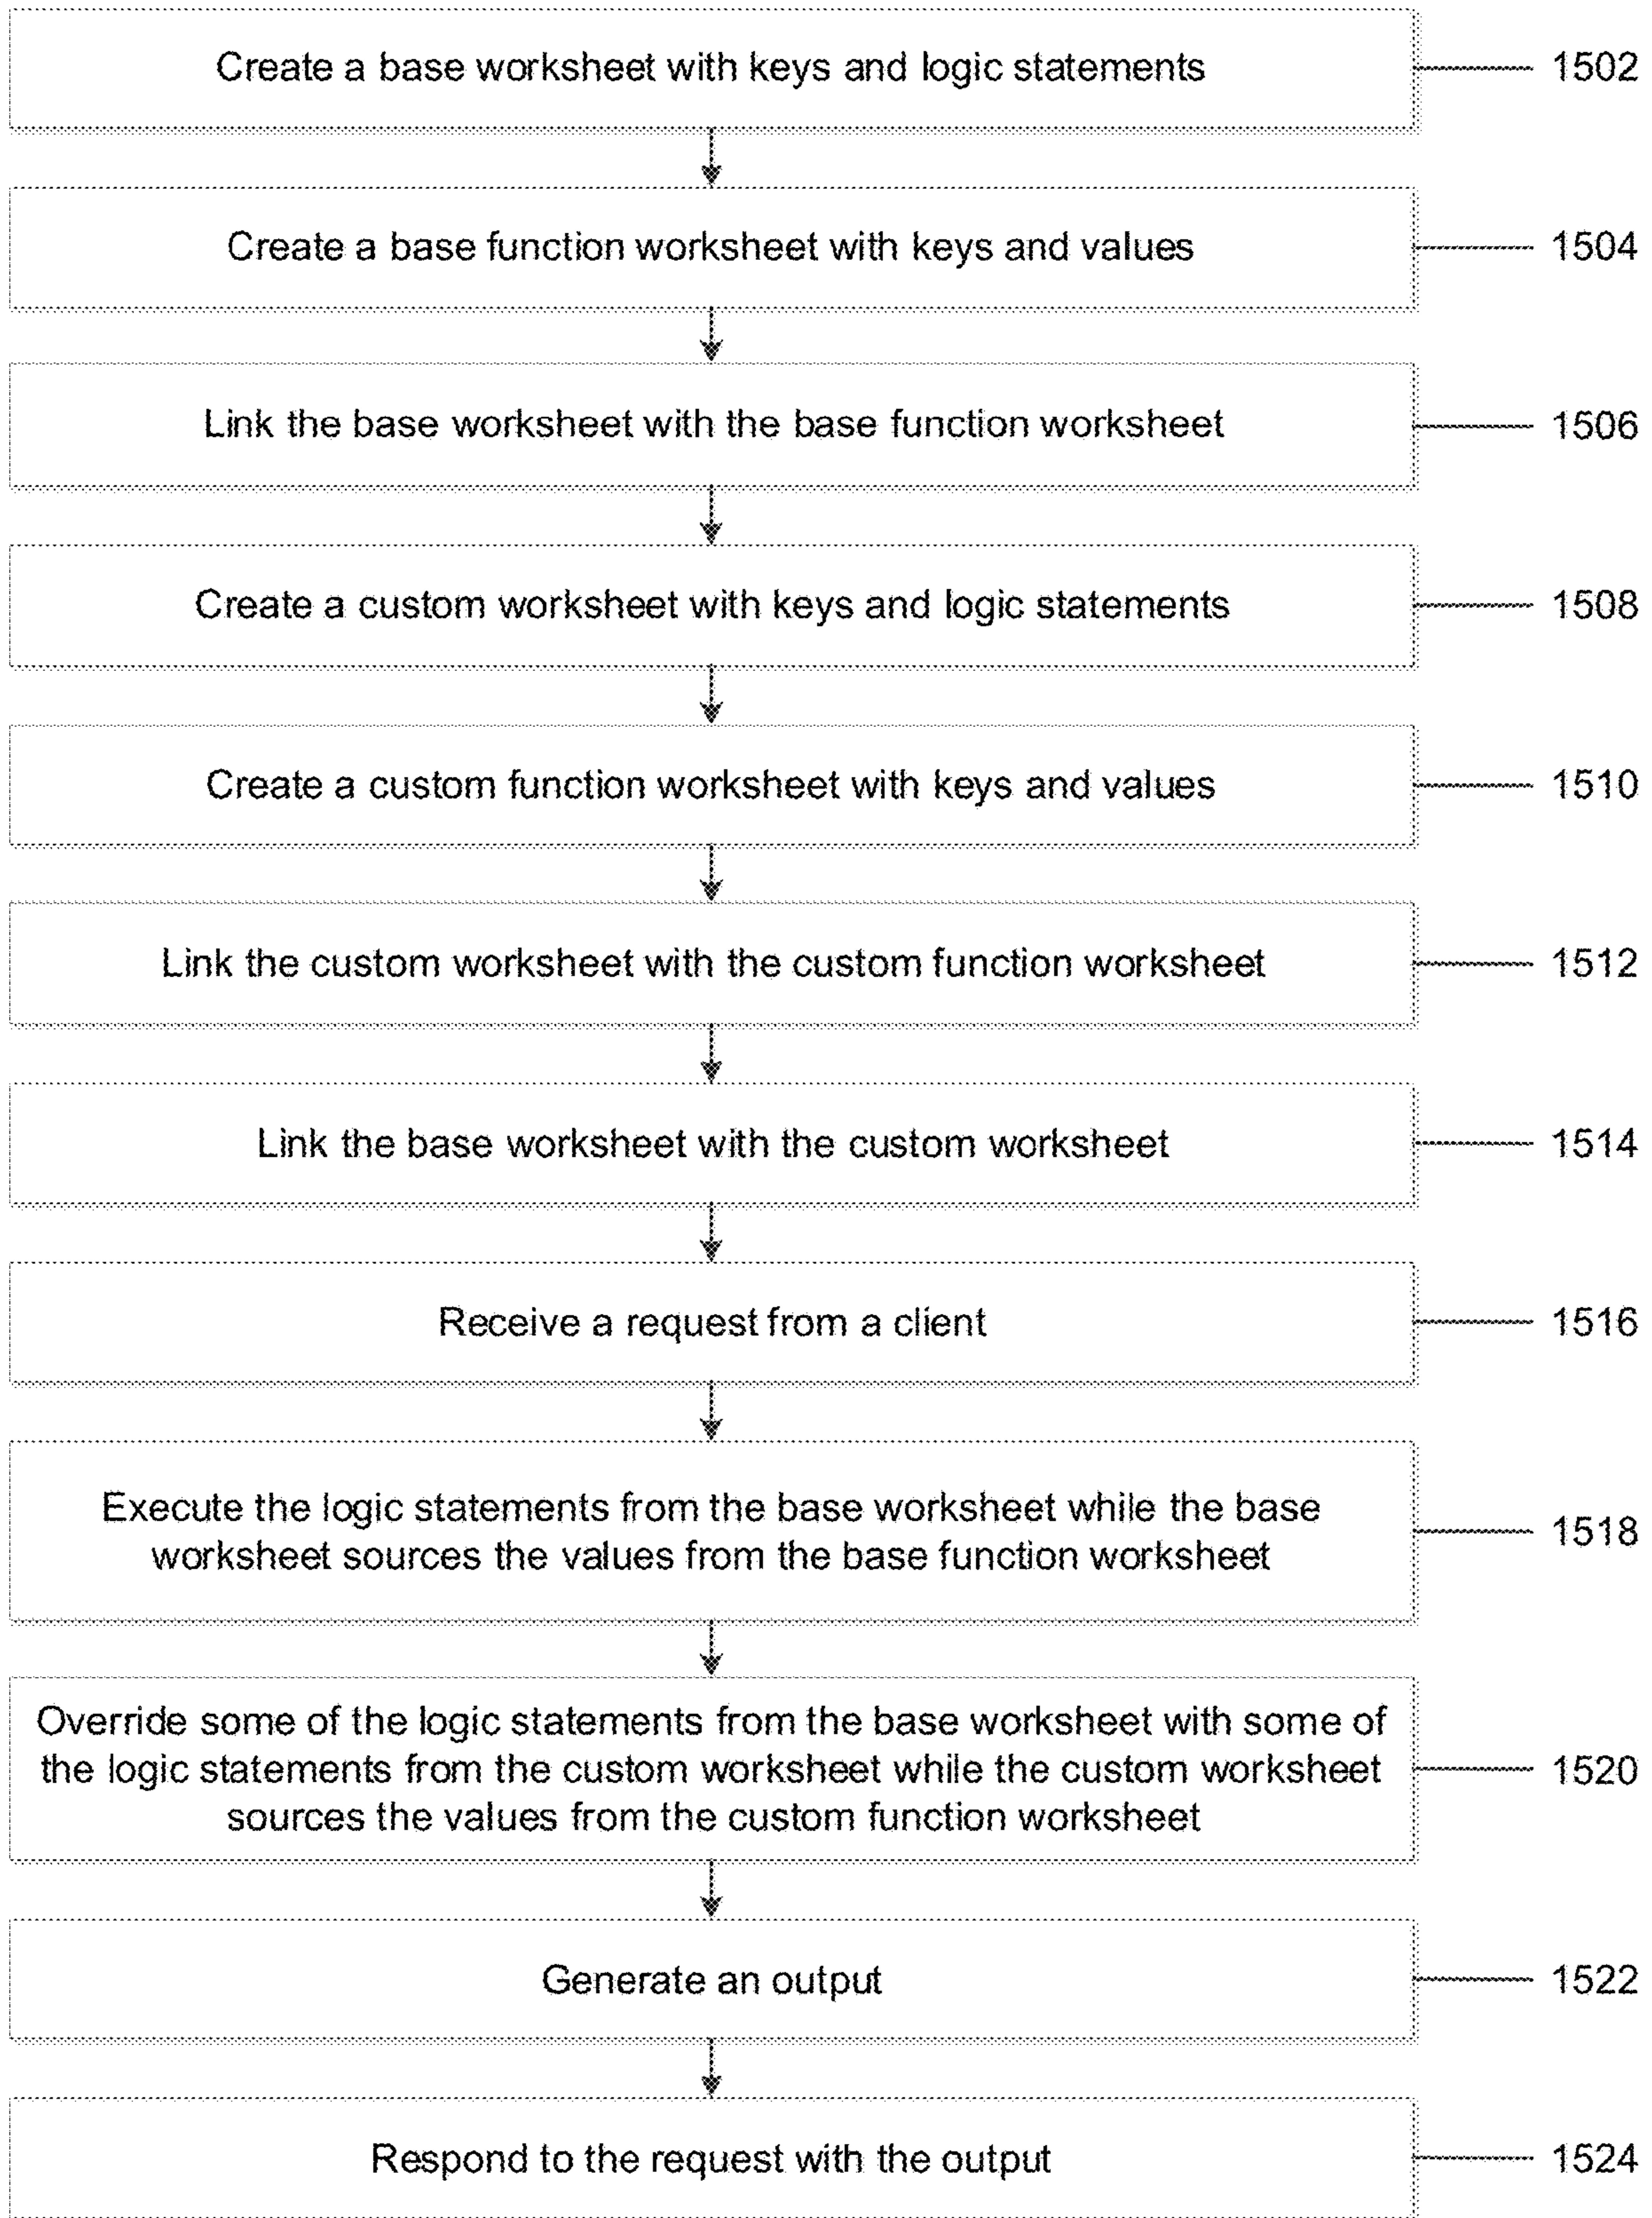 Create a base worksheet with keys and logic statements
1502
Create a base function worksheet with keys and values
1504
Link the base worksheet with the base function worksheet
1506
Create a custom worksheet with keys and logic statements
1508
Create a custom function worksheet with keys and values
1510
Link the custom worksheet with the custom function worksheet
1512
Link the base worksheet with the custom worksheet
1514
Receive a request from a client
1516
Execute the logic statements from the base worksheet while the base
worksheet sources the values from the base function worksheet
1518
Override some of the logic statements from the base worksheet with some of
the logic statements from the custom worksheet while the custom worksheet
sources the values from the custom function worksheet
1520
Generate an output
1522
Respond to the request with the output
1524